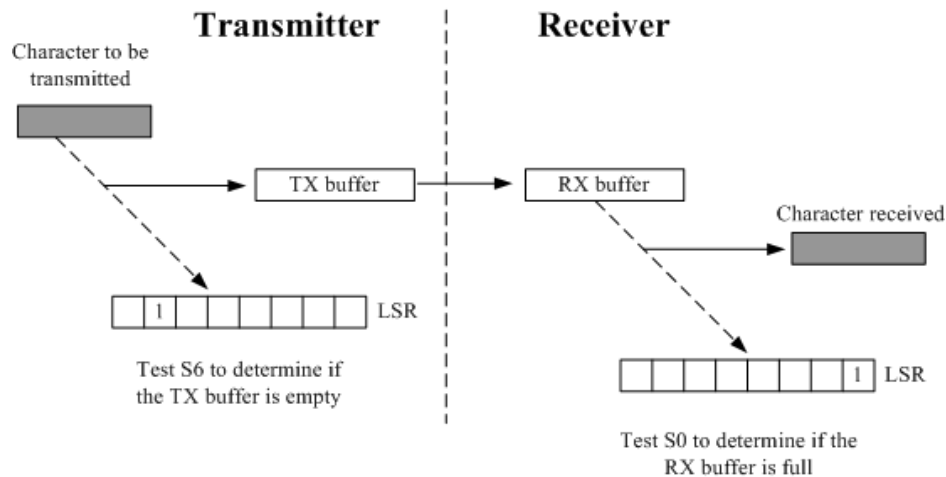 Transmitter
Receiver
Character to be
transmitted
TX buffer
RX buffer
Character received
1
LSR
Test S6 to determine if
the TX buffer is empty
1
LSR
Test S0 to determine if the
RX buffer is full